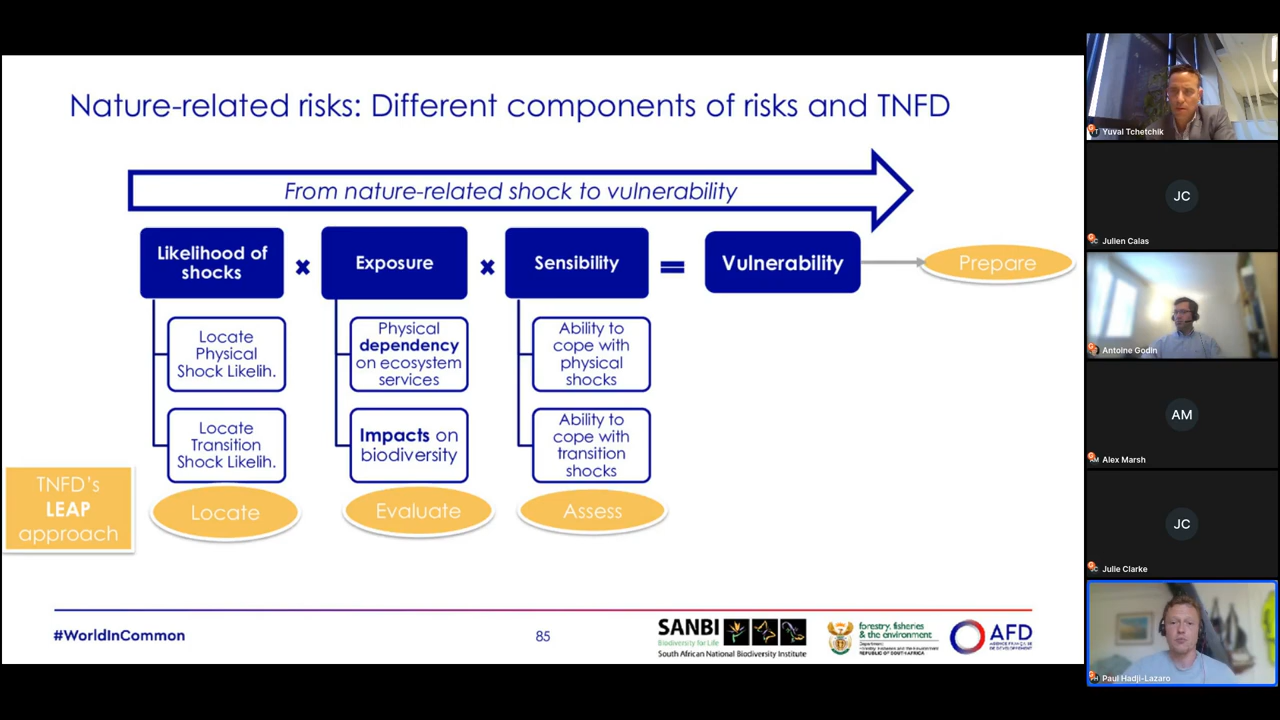 Nature-related risks: Different components of risks and TNFD
From nature-related shock to vulnerability
Likelihood of
shocks
×
Exposure
×
Sensibility
=
Vulnerability
Prepare
Locate
Physical
Shock Likelih.
Physical
dependency
on ecosystem
services
Ability to
cope with
physical
shocks
Locate
Transition
Shock Likelih.
Impacts on
biodiversity
Ability to
cope with
transition
shocks
TNFD's
LEAP
approach
Locate
Evaluate
Assess
#WorldInCommon
85
SANBI
Biodiversity for Life
South African National Biodiversity Institute
forestry, fisheries
& the environment
Department:
REPUBLIC OF SOUTH AFRICA
AFD
AGENCE FRANÇAISE
DE DÉVELOPPEMENT
Yuval Tchetchik
JC
Julien Calas
Antoine Godin
AM
Alex Marsh
JC
Julie Clarke
Paul Hadji-Lazaro